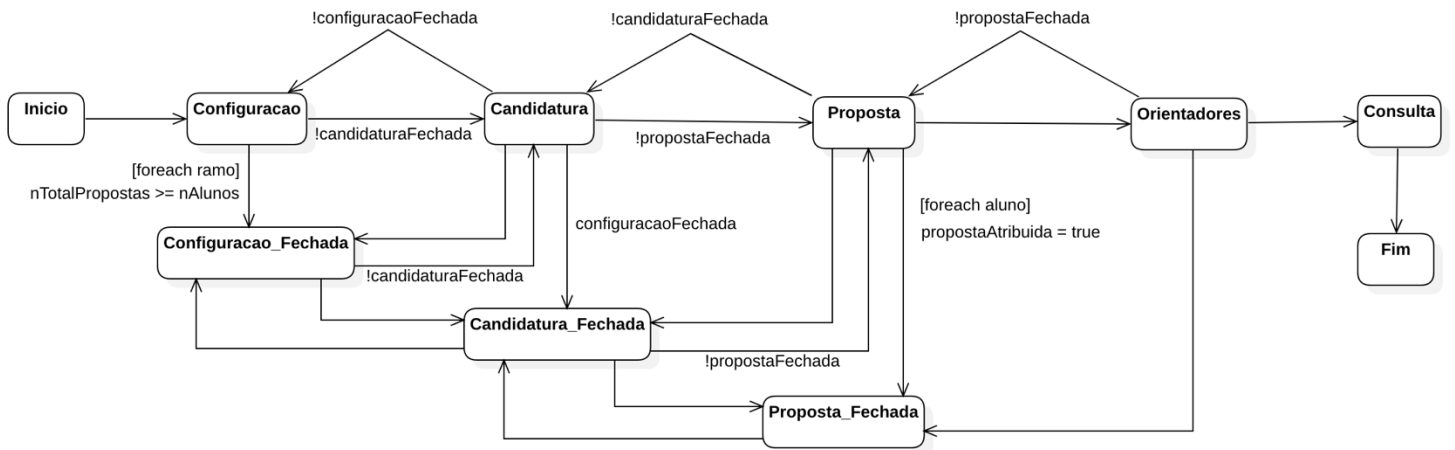 !configuracaoFechada
!candidaturaFechada
!propostaFechada
Inicio
Configuracao
Candidatura
Proposta
Orientadores
Consulta
!candidaturaFechada
!propostaFechada
[foreach ramo]
nTotalPropostas >= nAlunos
configuracaoFechada
[foreach aluno]
propostaAtribuida = true
Configuracao_Fechada
Fim
!candidaturaFechada
Candidatura_Fechada
!propostaFechada
Proposta_Fechada